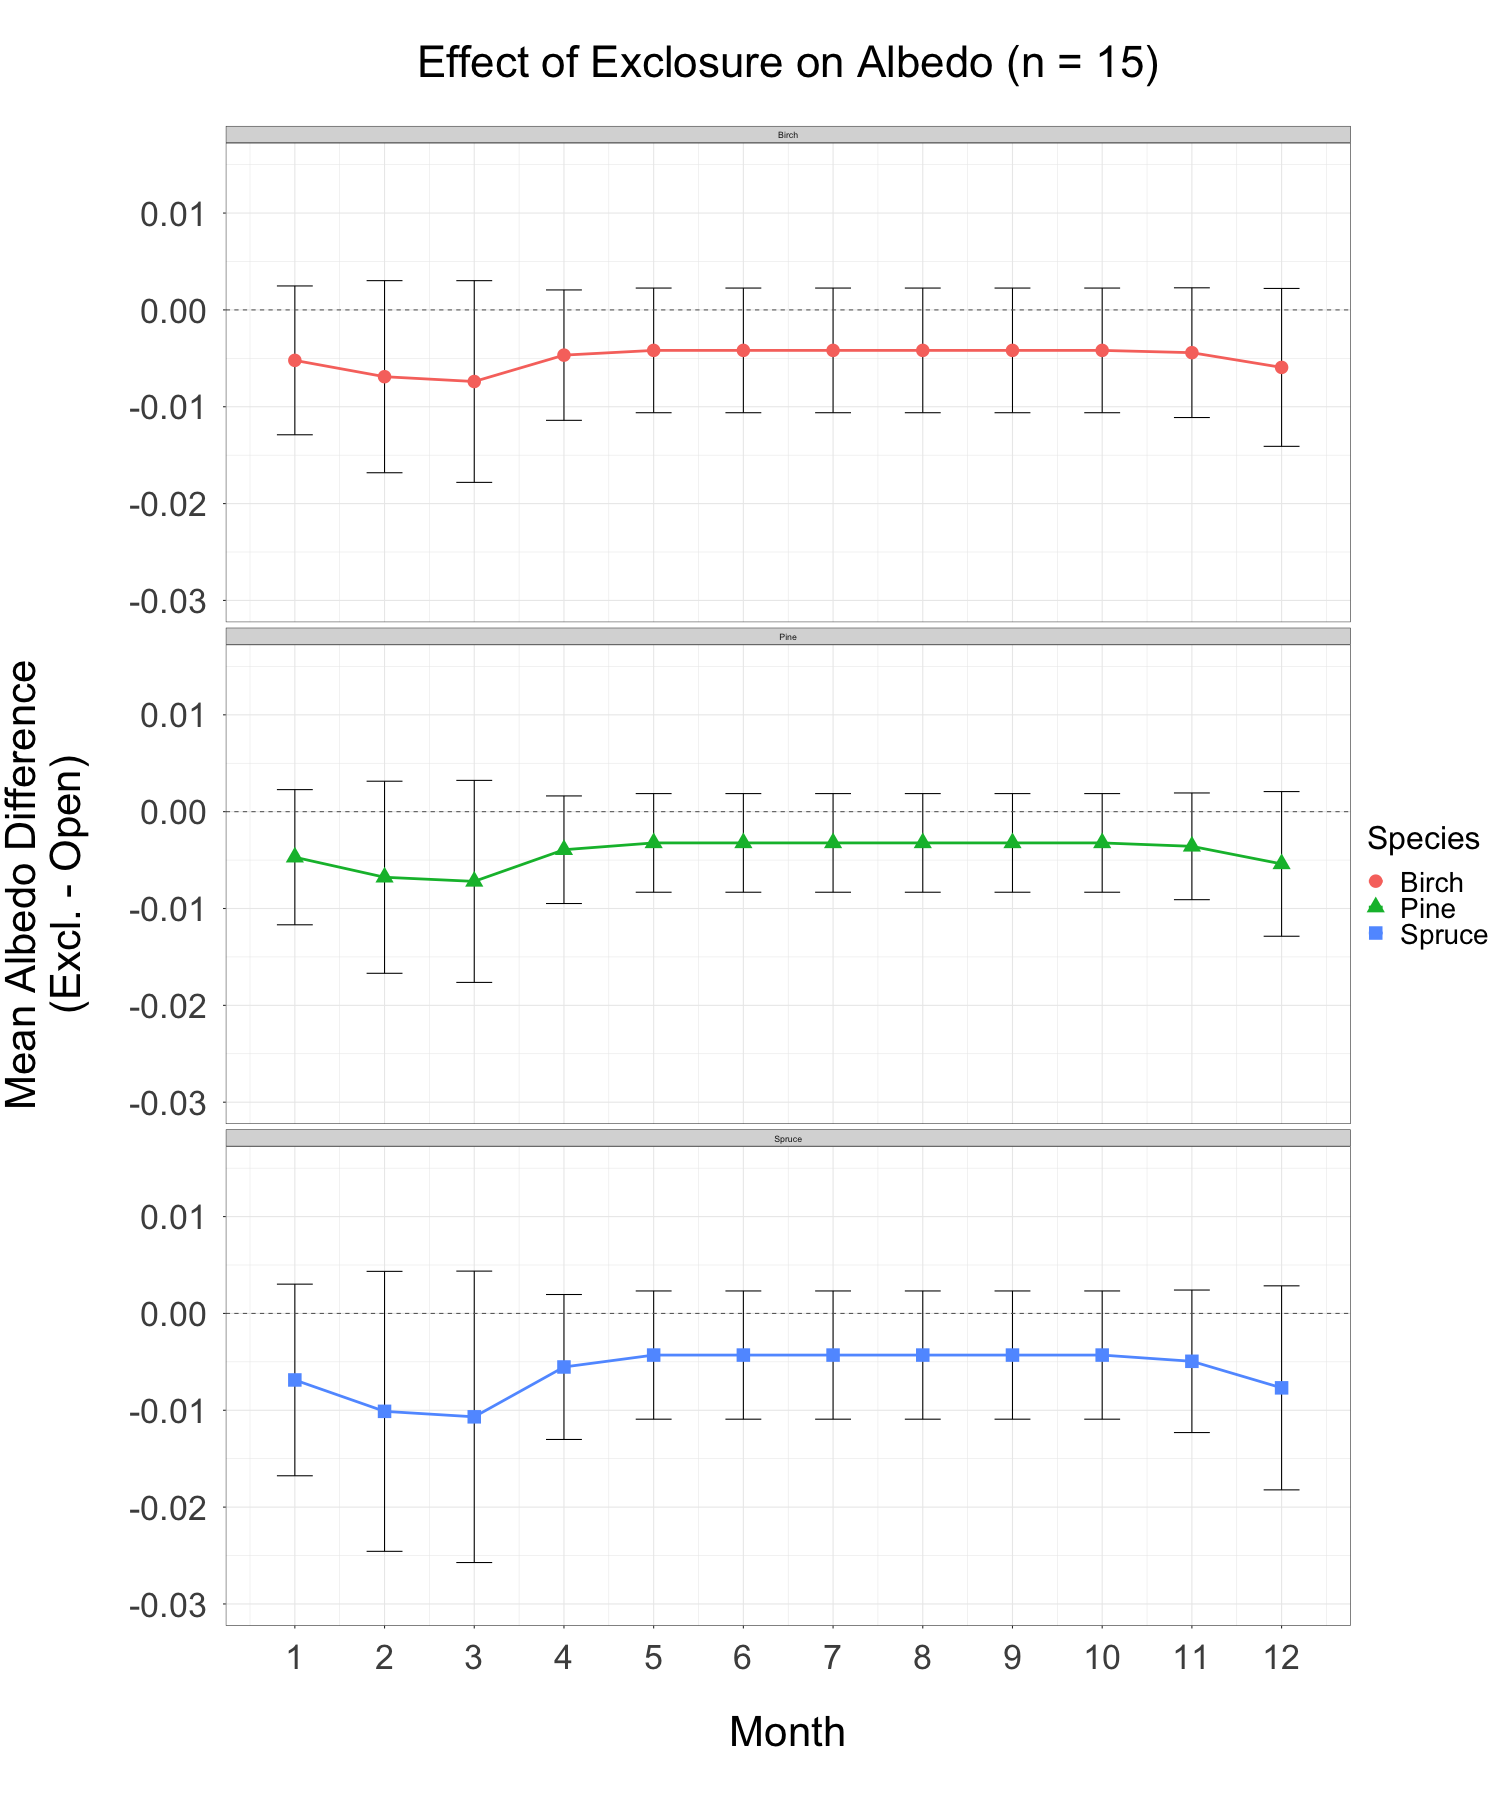 Effect of Exclosure on Albedo (n = 15)
Birch
0.01
0.00
-0.01
-0.02
-0.03
Pine
0.01
0.00
-0.01
-0.02
-0.03
Spruce
0.01
0.00
-0.01
-0.02
-0.03
1 2 3 4 5 6 7 8 9 10 11 12
Month
Mean Albedo Difference
(Excl. - Open)
Species
Birch
Pine
Spruce